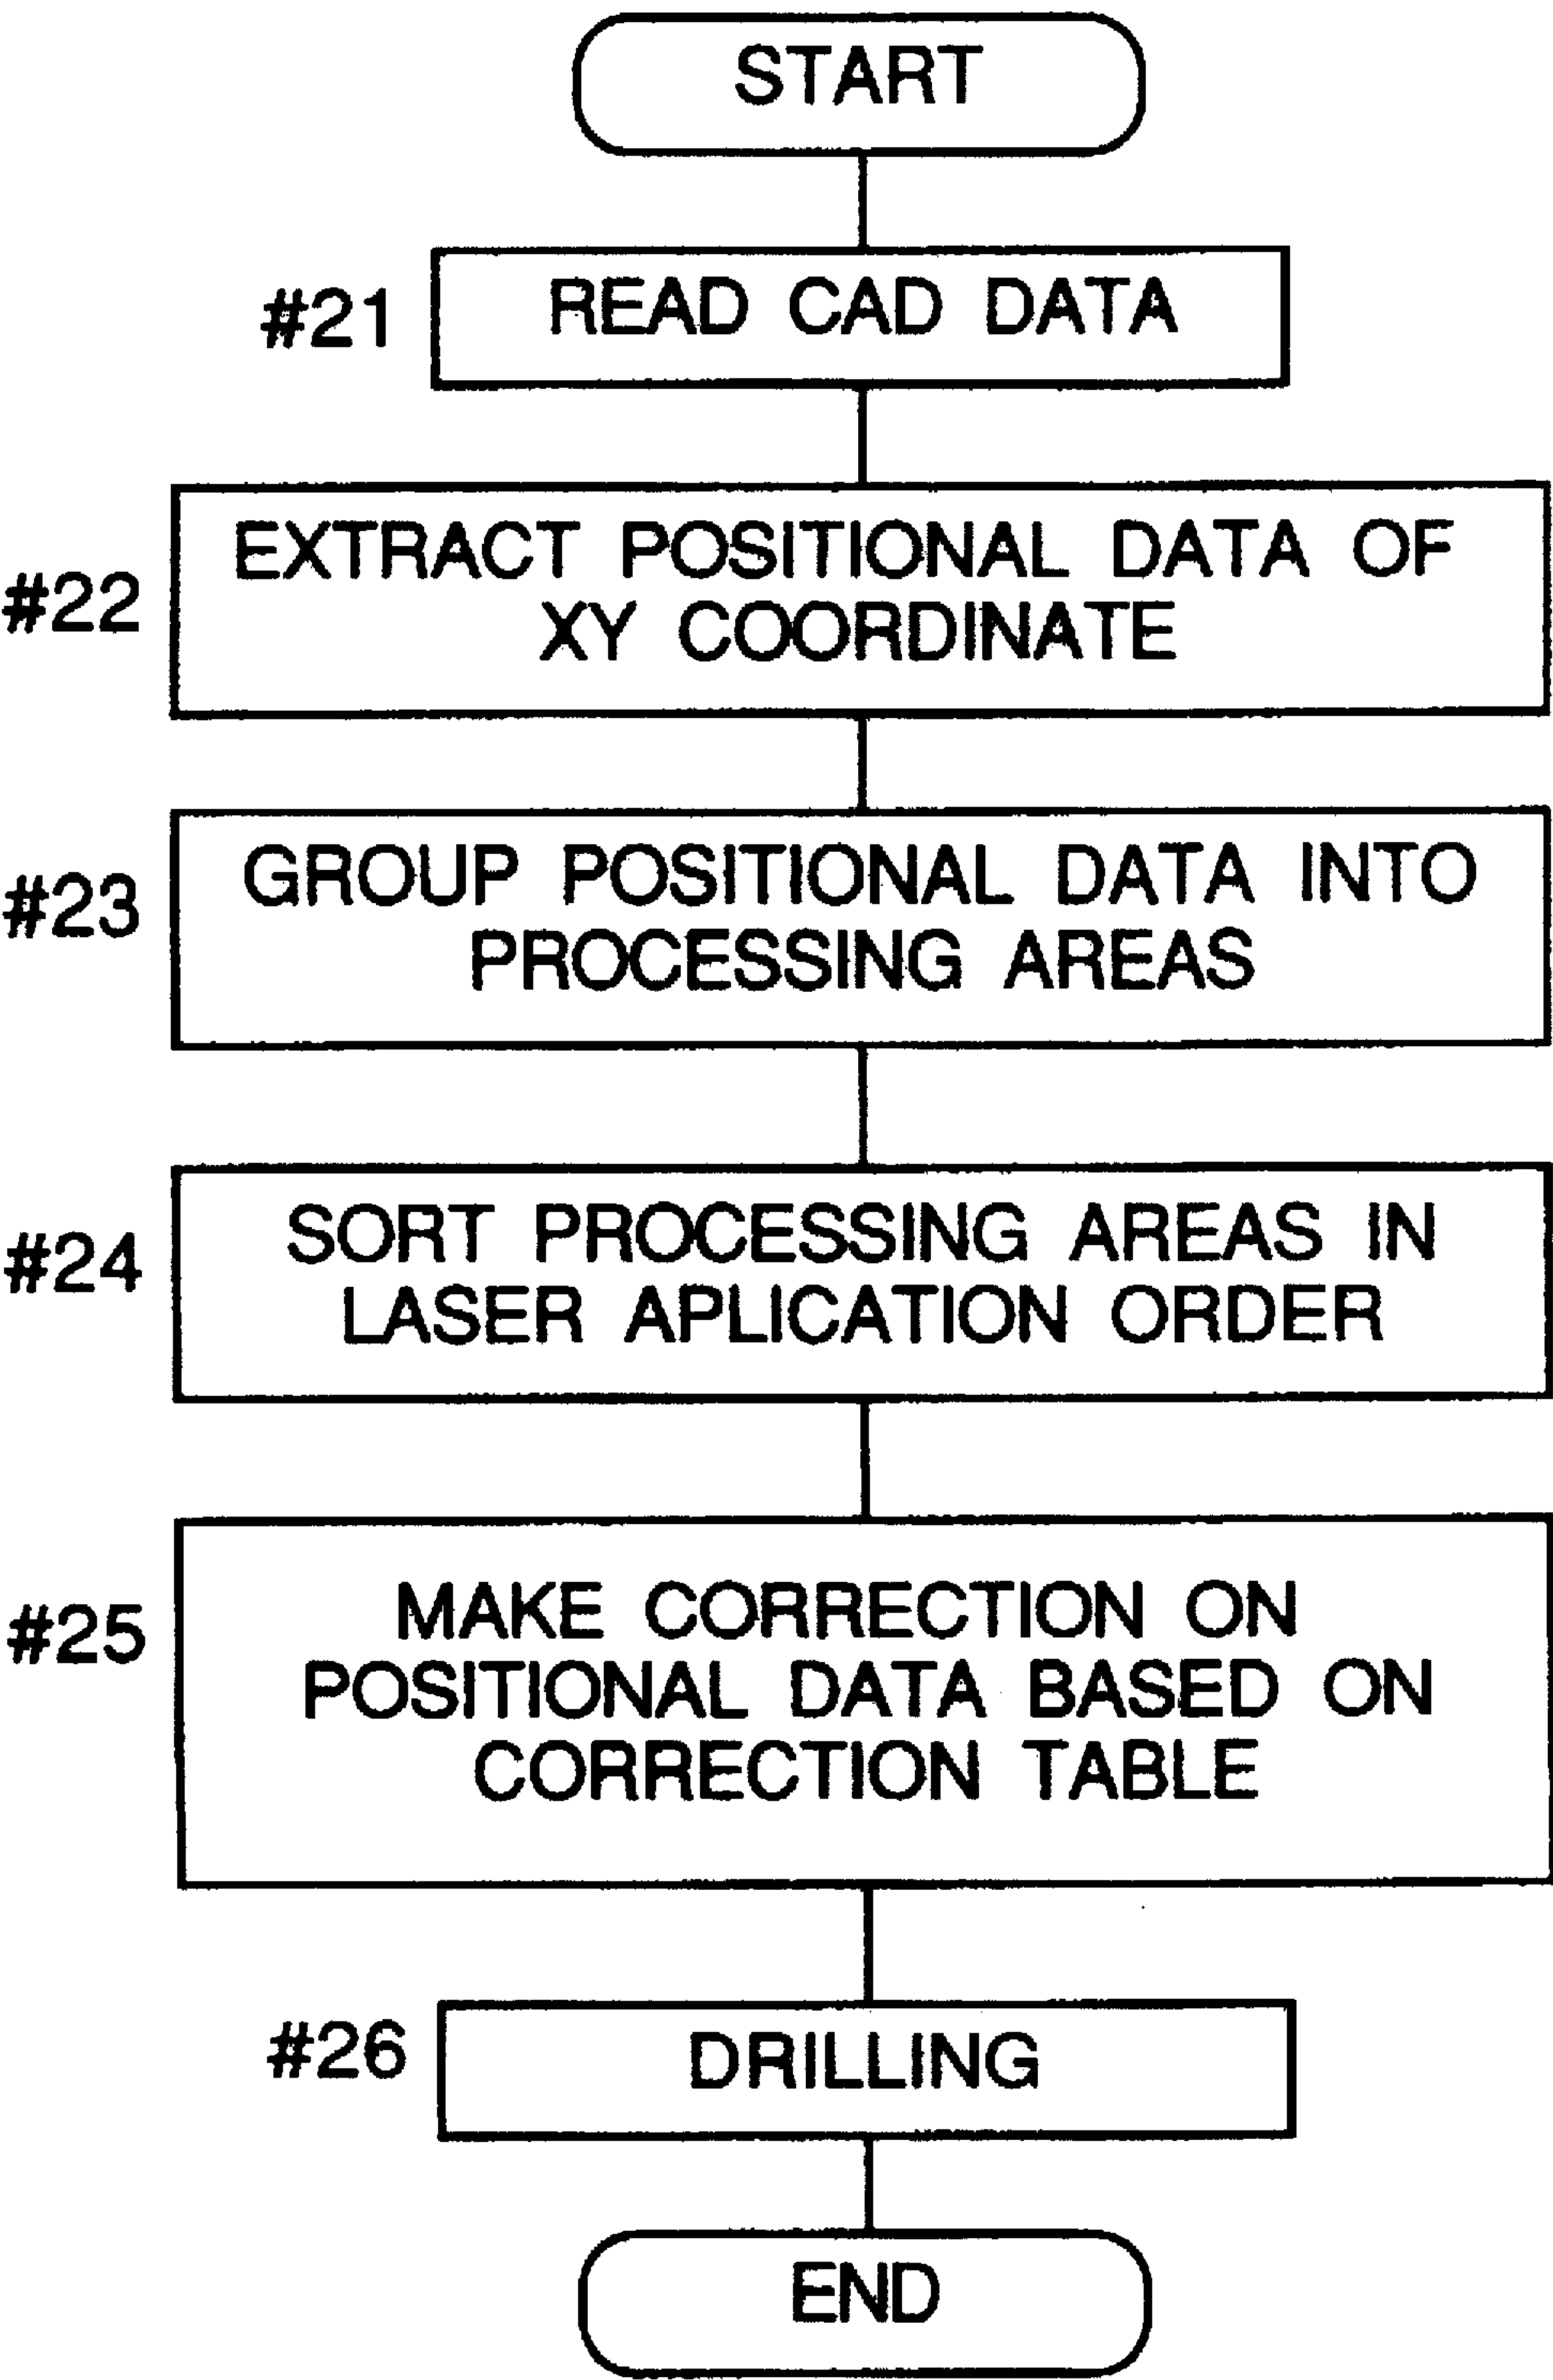 START
#21
READ CAD DATA
#22
EXTRACT POSITIONAL DATA OF
XY COORDINATE
#23
GROUP POSITIONAL DATA INTO
PROCESSING AREAS
#24
SORT PROCESSING AREAS IN
LASER APLICATION ORDER
#25
MAKE CORRECTION ON
POSITIONAL DATA BASED ON
CORRECTION TABLE
#26
DRILLING
END